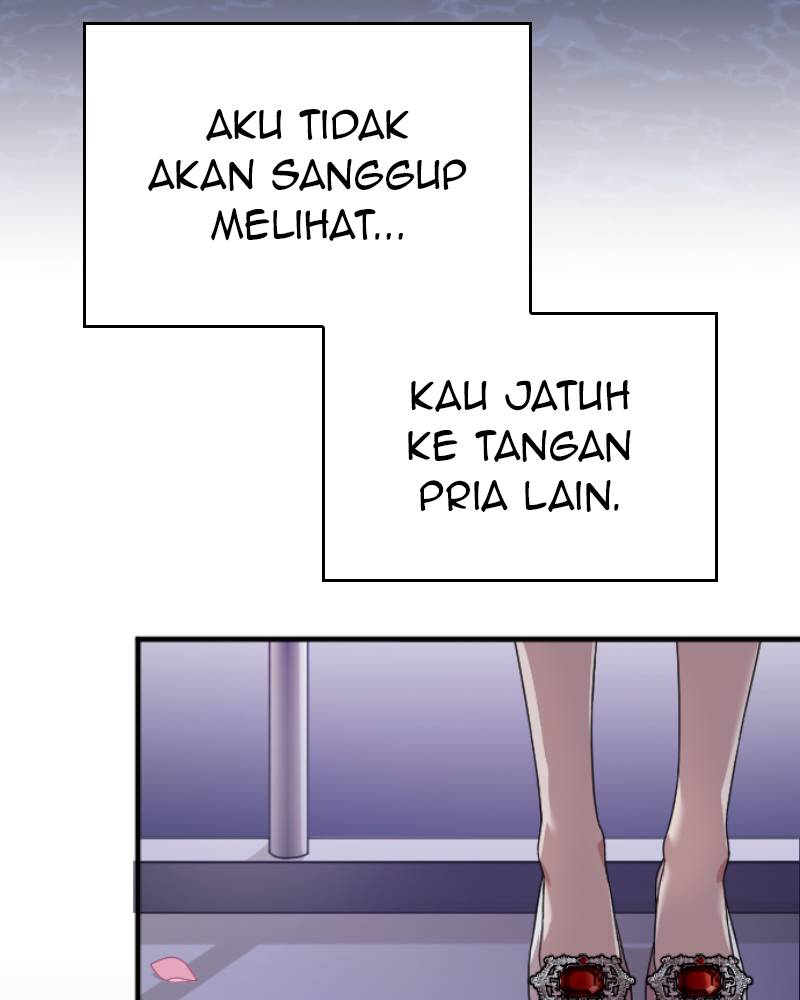 AKU TIDAK
AKAN SANGGUP
MELIHAT...
KAU JATUH
KE TANGAN
PRIA LAIN.